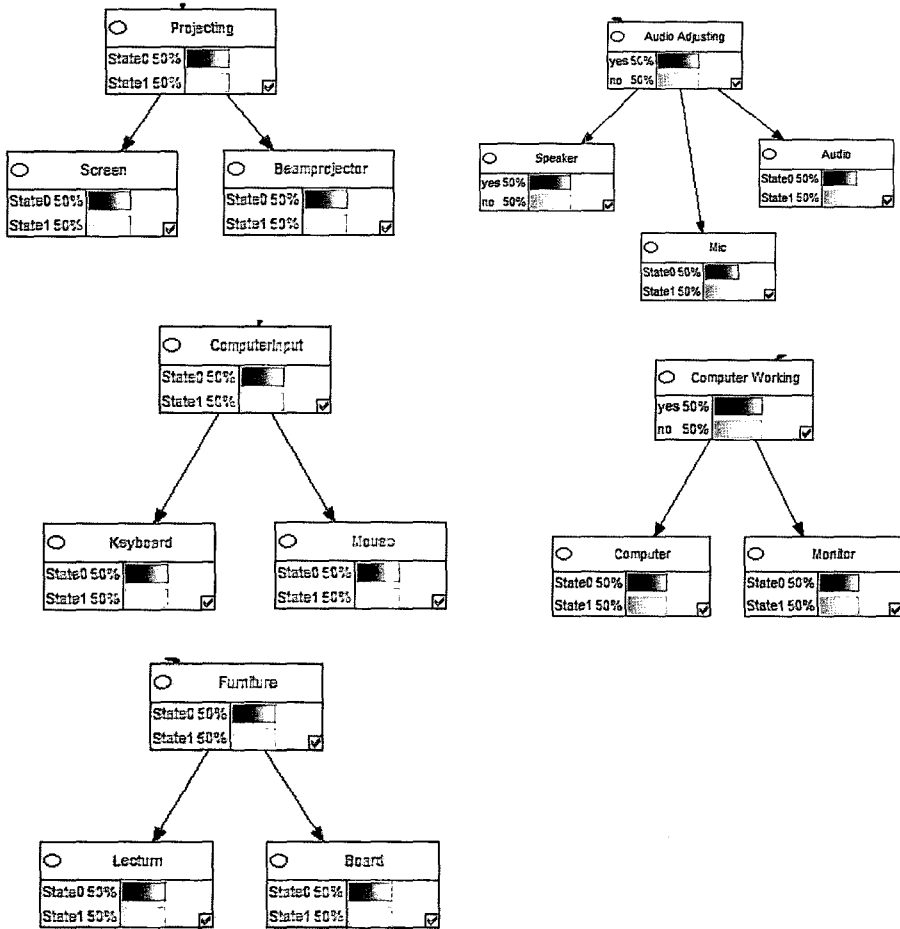 Projecting
State0 50%
State1 50%
Screen
State0 50%
State1 50%
Beamprojector
State0 50%
State1 50%
Audio Adjusting
yes 50%
no 50%
Speaker
yes 50%
no 50%
Audio
State0 50%
State1 50%
Mic
State0 50%
State1 50%
ComputerInput
State0 50%
State1 50%
Keyboard
State0 50%
State1 50%
Mouse
State0 50%
State1 50%
Computer Working
yes 50%
no 50%
Computer
State0 50%
State1 50%
Monitor
State0 50%
State1 50%
Furniture
State0 50%
State1 50%
Lecturn
State0 50%
State1 50%
Board
State0 50%
State1 50%